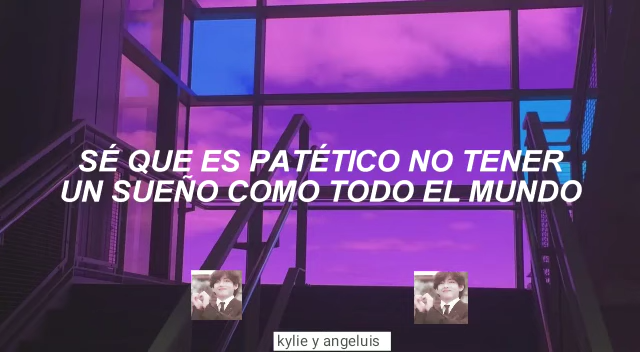 SÉ QUE ES PATÉTICO NO TENER
UN SUEÑO COMO TODO EL MUNDO
kylie y angeluis